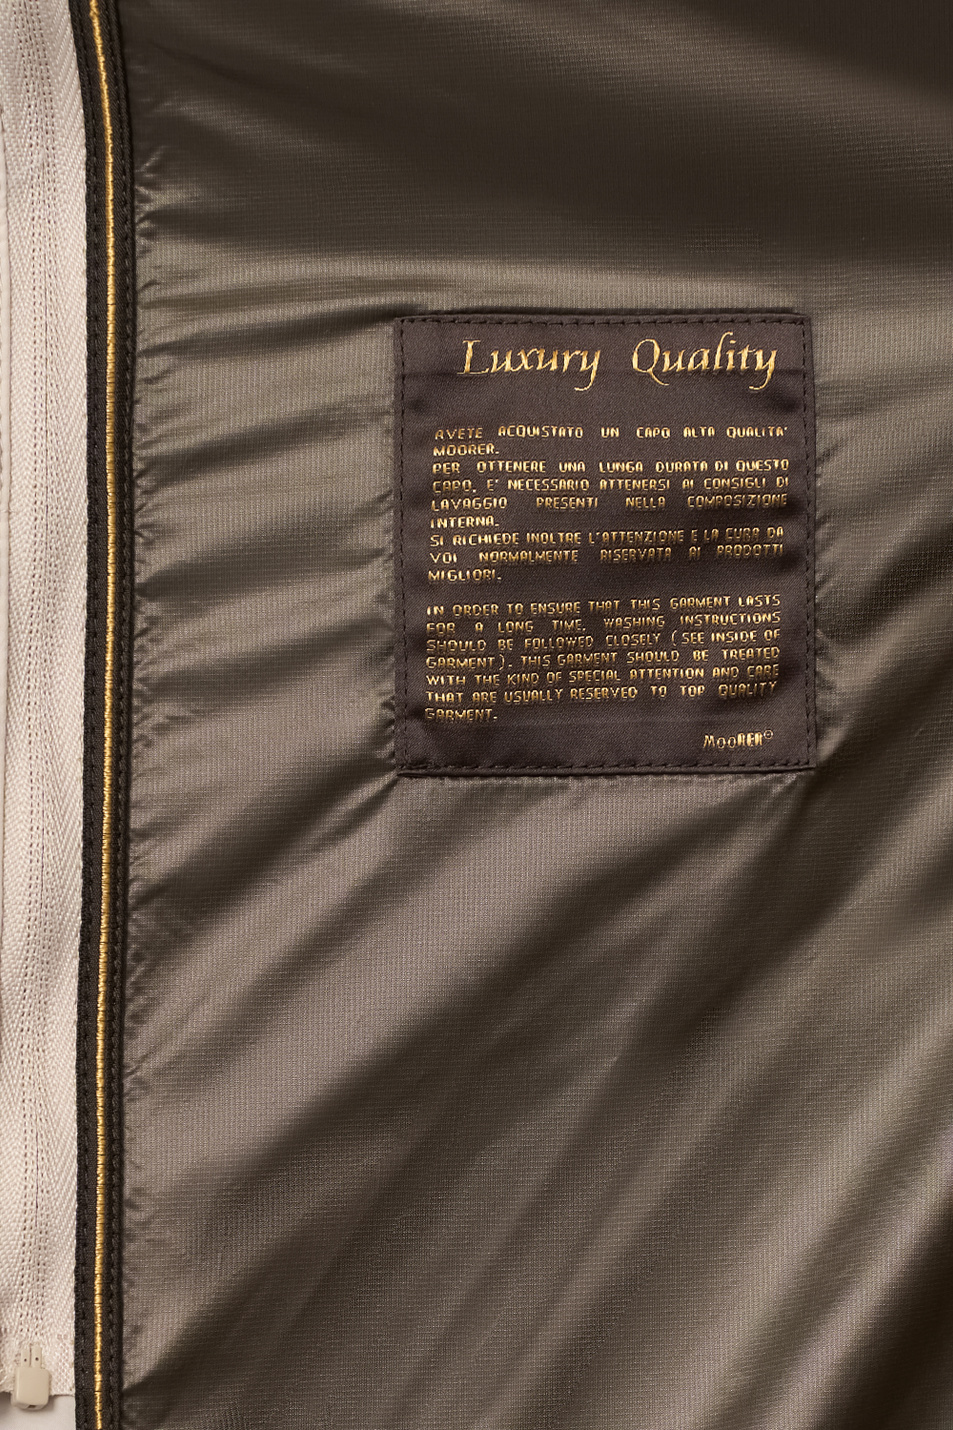 Luxury Quality
AVETE ACQUISTATO UN CAPO ALTA QUALITA'
MOORER.
PER OTTENERE UNA LUNGA DURATA DI QUESTO
CAPO, E' NECESSARIO ATTENERSI AI CONSIGLI DI
LAVAGGIO PRESENTI NELLA COMPOSIZIONE
INTERNA.
SI RICHIEDE INOLTRE L'ATTENZIONE E LA CURA DA
VOI NORMALMENTE RISERVATA AI PRODOTTI
MIGLIORI.
IN ORDER TO ENSURE THAT THIS GARMENT LASTS
FOR A LONG TIME, WASHING INSTRUCTIONS
SHOULD BE FOLLOWED CLOSELY (SEE INSIDE OF
GARMENT). THIS GARMENT SHOULD BE TREATED
WITH THE KIND OF SPECIAL ATTENTION AND CARE
THAT ARE USUALLY RESERVED TO TOP QUALITY
GARMENT.
MooRER©